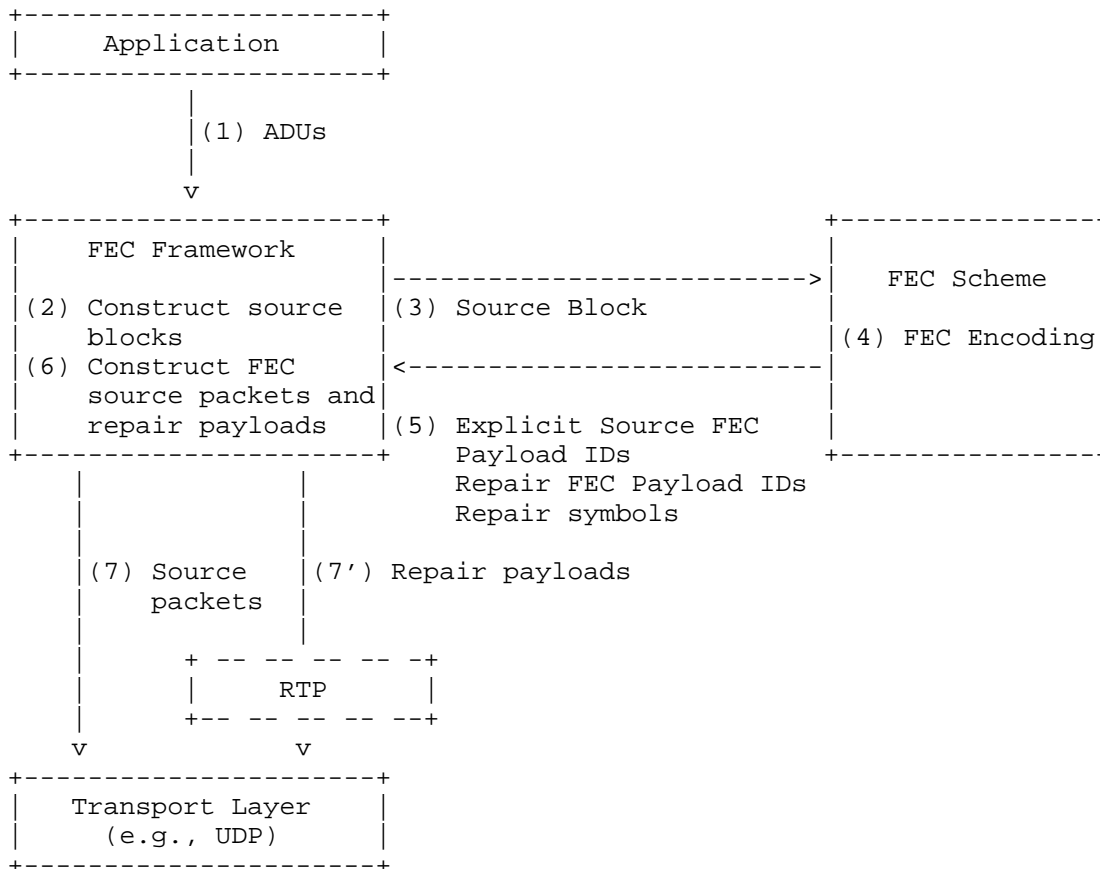 Application
(1) ADUs
FEC Framework
FEC Scheme
(2) Construct source
(3) Source Block
blocks
(4) FEC Encoding
(6) Construct FEC
source packets and
repair payloads
(5) Explicit Source FEC
Payload IDs
Repair FEC Payload IDs
Repair symbols
(7) Source
(7') Repair payloads
packets
RTP
Transport Layer
(e.g., UDP)